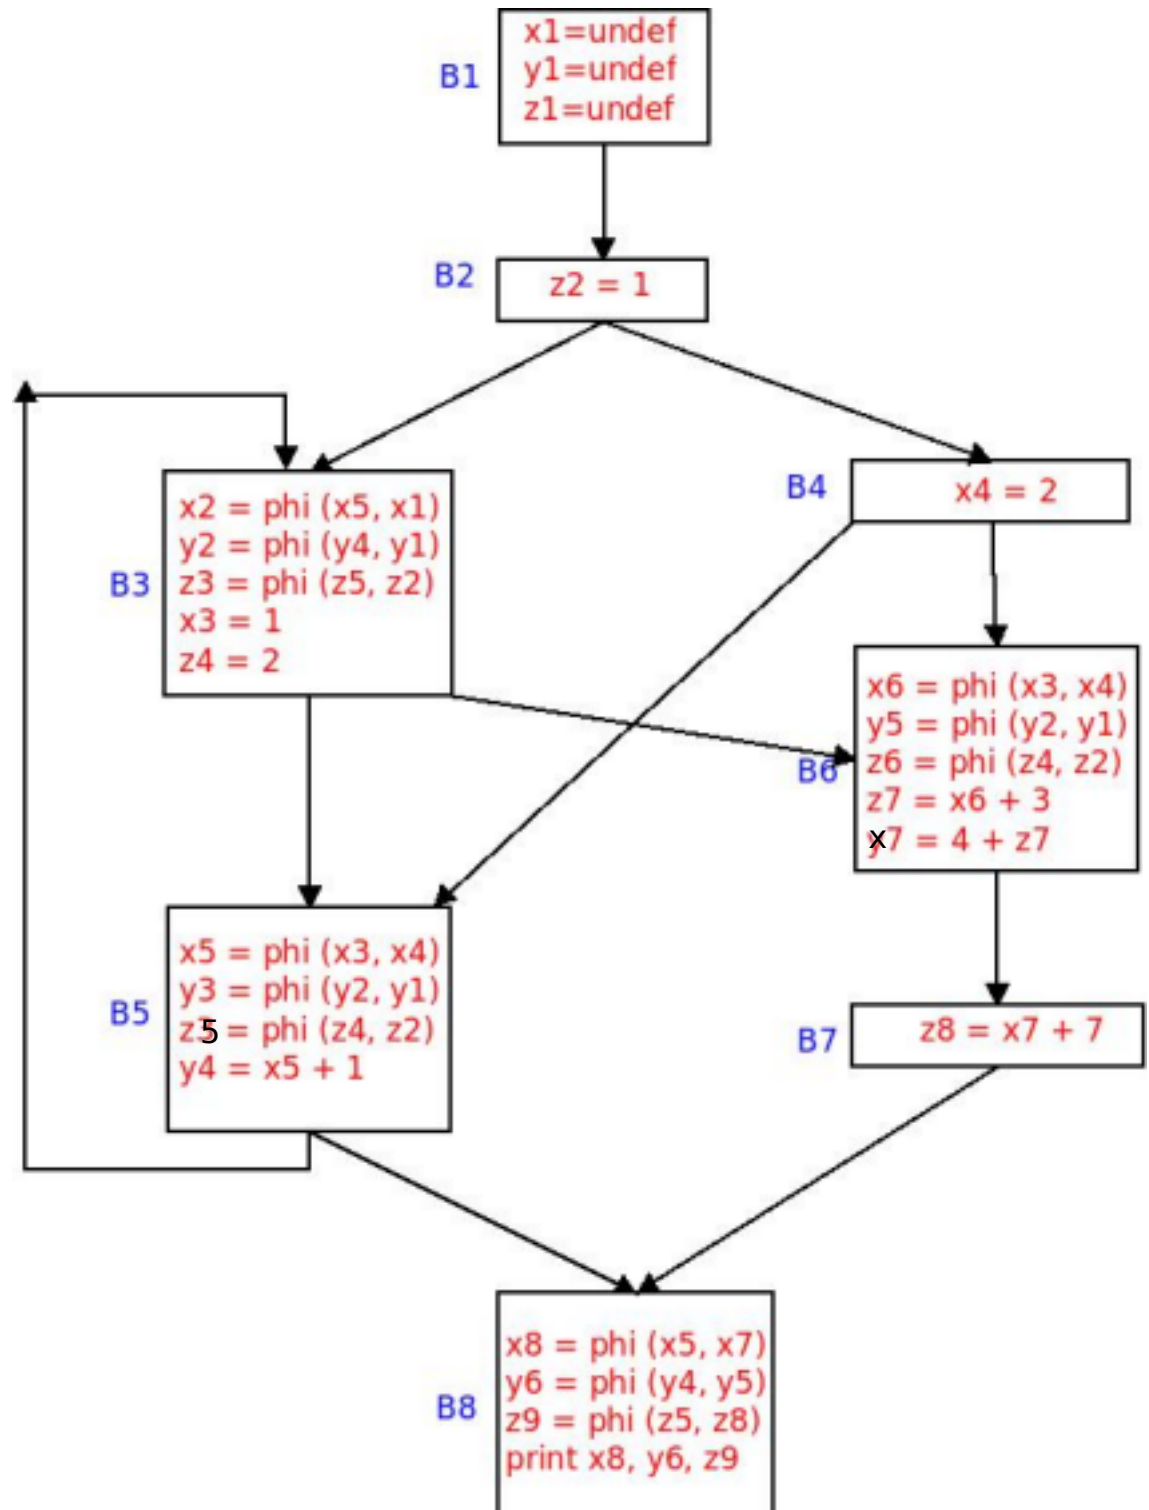 x1=undef
y1=undef
B1
z1=undef
B2
z2 = 1
B4
x4 = 2
x2 = phi (x5, x1)
y2 = phi (y4, y1)
B3
z3 = phi (z5, z2)
x3 = 1
z4 = 2
x6 = phi (x3, x4)
y5 = phi (y2, y1)
B6
z6 = phi (z4, z2)
z7 = x6 + 3
x7 = 4 + z7
x5 = phi (x3, x4)
y3 = phi (y2, y1)
B5
z5 = phi (z4, z2)
y4 = x5 + 1
B7
z8 = x7 + 7
x8 = phi (x5, x7)
y6 = phi (y4, y5)
B8
z9 = phi (z5, z8)
print x8, y6, z9